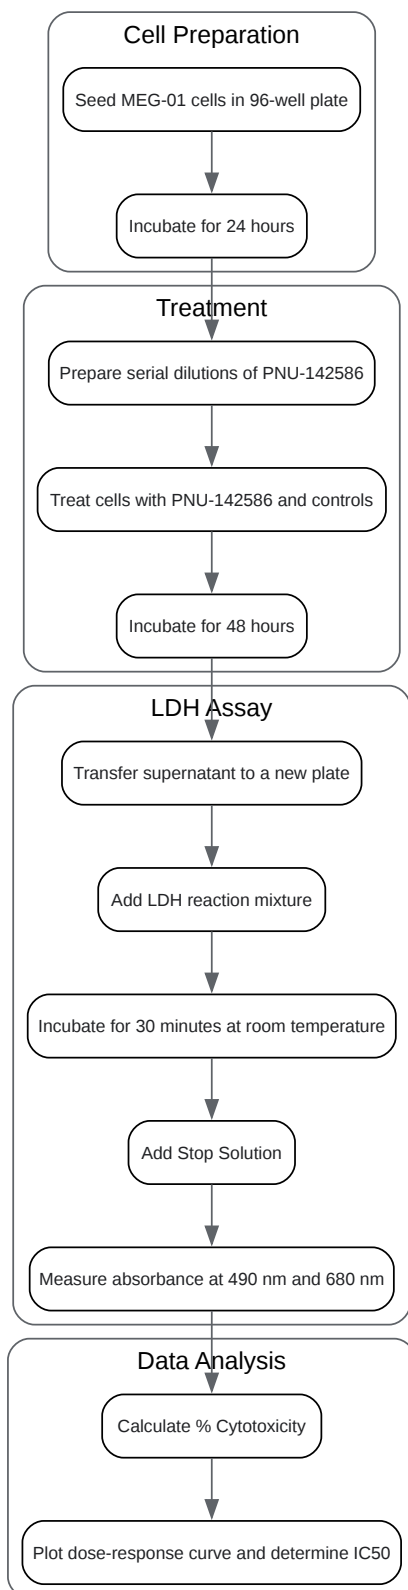 Cell Preparation
Seed MEG-01 cells in 96-well plate
Incubate for 24 hours
Treatment
Prepare serial dilutions of PNU-142586
Treat cells with PNU-142586 and controls
Incubate for 48 hours
LDH Assay
Transfer supernatant to a new plate
Add LDH reaction mixture
Incubate for 30 minutes at room temperature
Add Stop Solution
Measure absorbance at 490 nm and 680 nm
Data Analysis
Calculate % Cytotoxicity
Plot dose-response curve and determine IC50